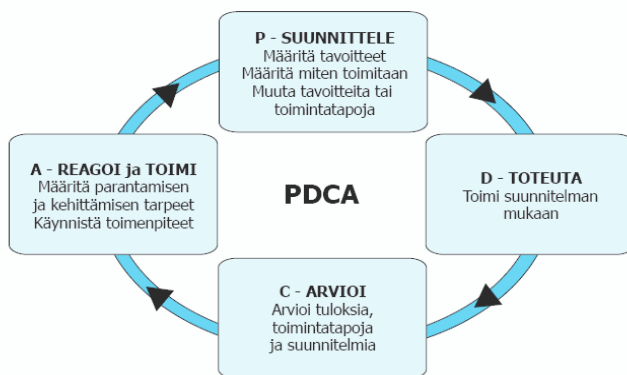 P - SUUNNITTELE
Määritä tavoitteet
Määritä miten toimitaan
Muuta tavoitteita tai
toimintatapoja
A - REAGOI ja TOIMI
Määritä parantamisen
ja kehittämisen tarpeet
Käynnistä toimenpiteet
PDCA
D - TOTEUTA
Toimi suunnitelman
mukaan
C - ARVIOI
Arvioi tuloksia,
toimintatapoja
ja suunnitelmia